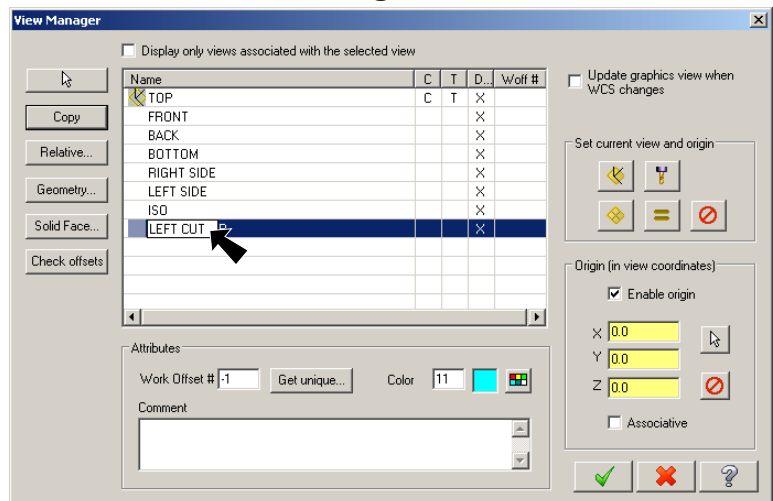 View Manager
Display only views associated with the selected view
Name C T D... Woff #
TOP C T X
FRONT X
BACK X
BOTTOM X
RIGHT SIDE X
LEFT SIDE X
ISO X
LEFT CUT X
Copy
Relative...
Geometry...
Solid Face...
Check offsets
Update graphics view when
WCS changes
Set current view and origin
Origin (in view coordinates)
Enable origin
X 0.0
Y 0.0
Z 0.0
Associative
Attributes
Work Offset # -1 Get unique... Color 11
Comment